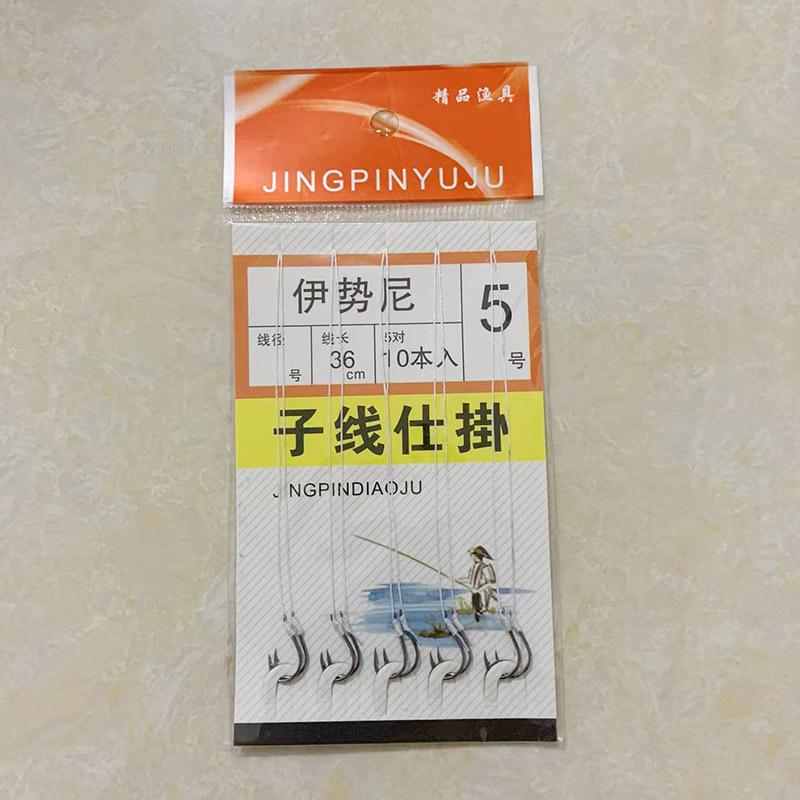 精品渔具
JINGPINYUJU
伊势尼
5号
线径 号
线长 36 cm
5对 10本入
子线仕掛
JINGPINDIAOJU